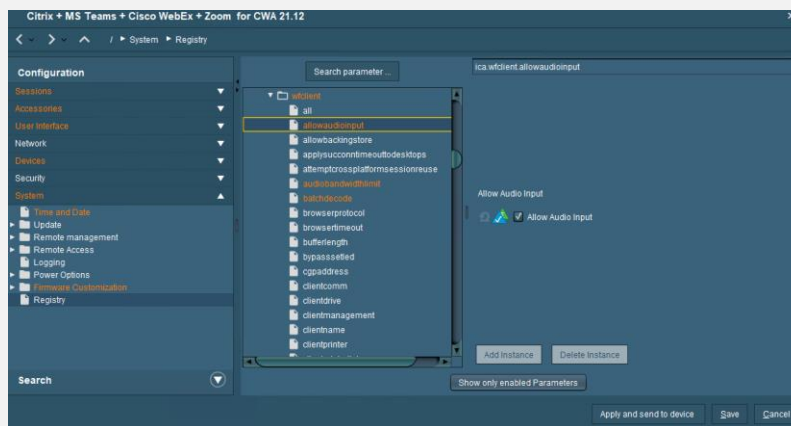 Citrix + MS Teams + Cisco WebEx + Zoom for CWA 21.12
/ ▸ System ▸ Registry
Configuration
Sessions
Accessories
User Interface
Network
Devices
Security
System
Time and Date
Update
Remote management
Remote Access
Logging
Power Options
Firmware Customization
Registry
Search
Search parameter ...
wfclient
all
allowaudioinput
allowbackingstore
applysucconntimeouttodesktops
attemptcrossplatformsessionreuse
audiobandwidthlimit
batchdecode
browserprotocol
browsertimeout
bufferlength
bypasssetled
cgpaddress
clientcomm
clientdrive
clientmanagement
clientname
clientprinter
ica.wfclient.allowaudioinput
Allow Audio Input
Allow Audio Input
Add Instance Delete Instance
Show only enabled Parameters
Apply and send to device Save Cancel